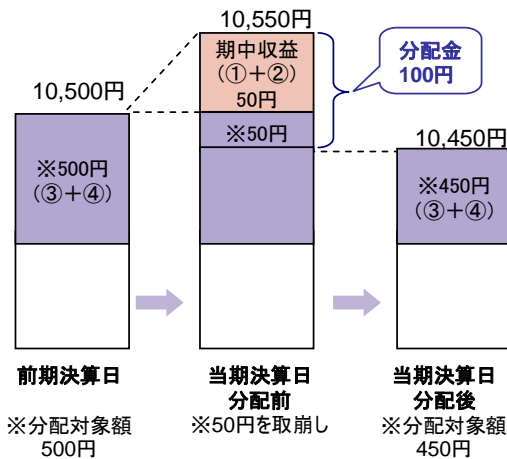 10,550円
分配金
100円
期中収益
(①+②)
50円
10,500円
※50円
10,450円
※500円
(③+④)
※450円
(③+④)
前期決算日
当期決算日
分配前
当期決算日
分配後
※分配対象額
500円
※50円を取崩し
※分配対象額
450円